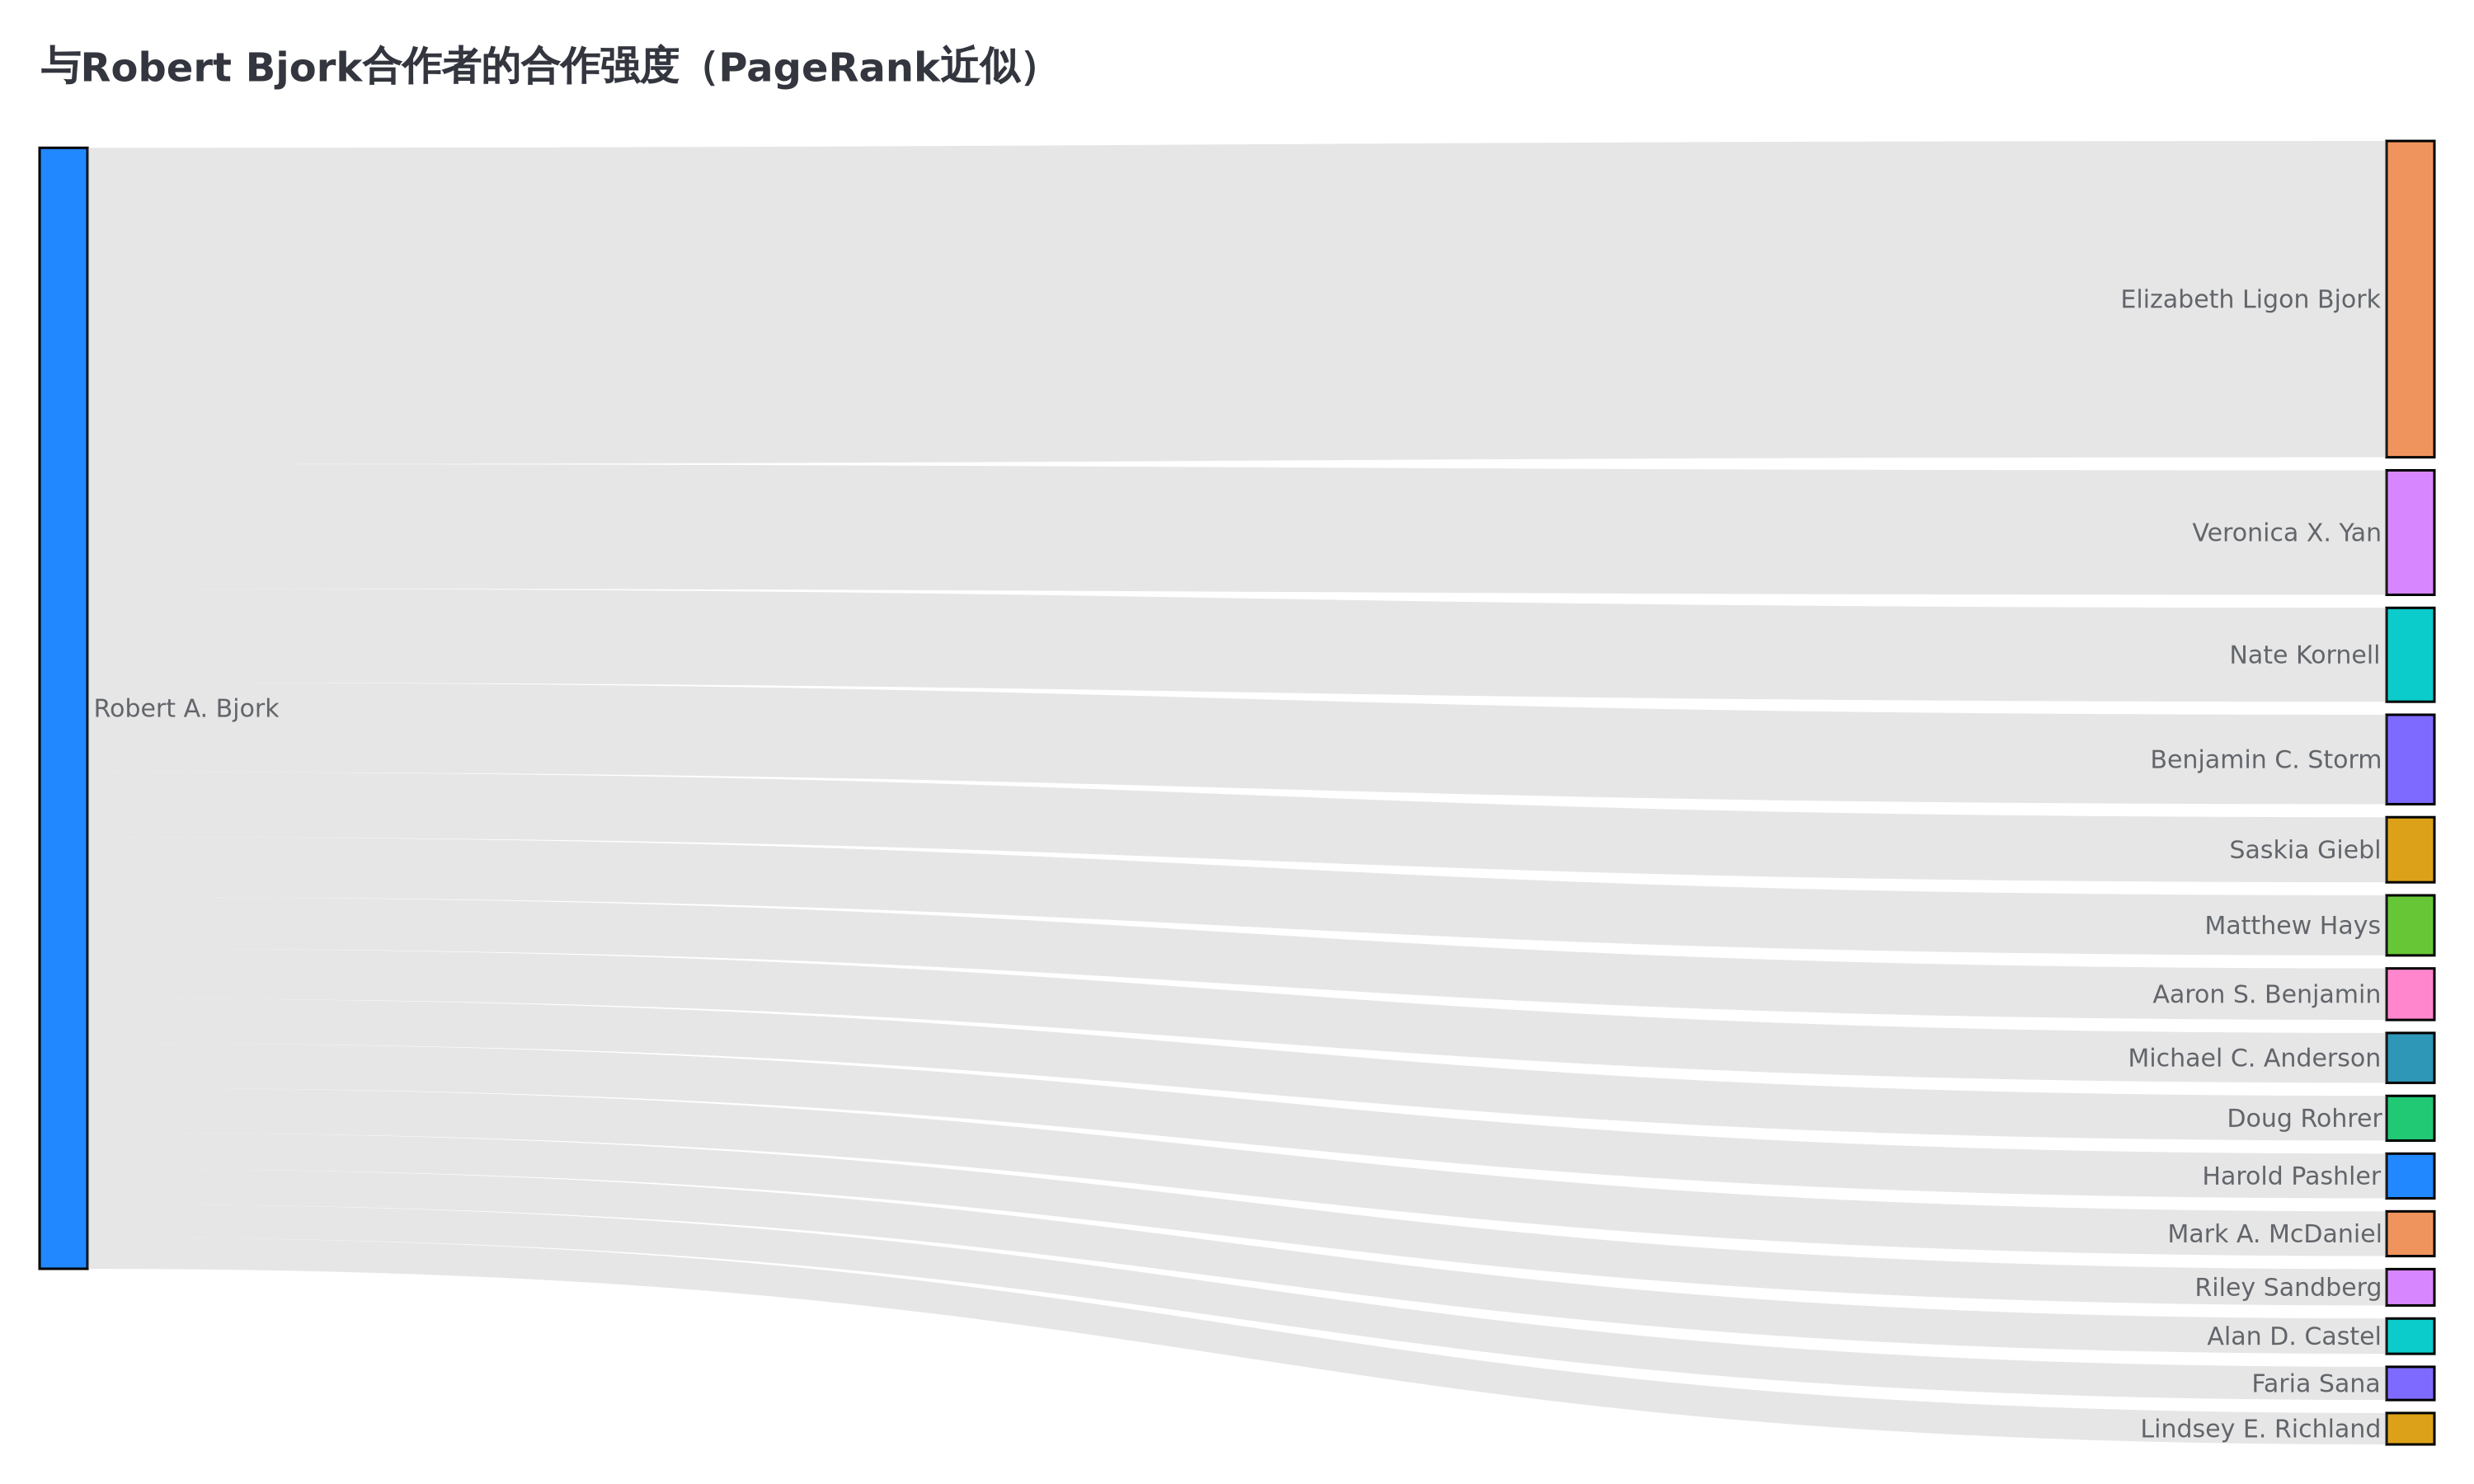 与Robert Bjork合作者的合作强度（PageRank近似）
Elizabeth Ligon Bjork
Veronica X. Yan
Nate Kornell
Robert A. Bjork
Benjamin C. Storm
Saskia Giebl
Matthew Hays
Aaron S. Benjamin
Michael C. Anderson
Doug Rohrer
Harold Pashler
Mark A. McDaniel
Riley Sandberg
Alan D. Castel
Faria Sana
Lindsey E. Richland